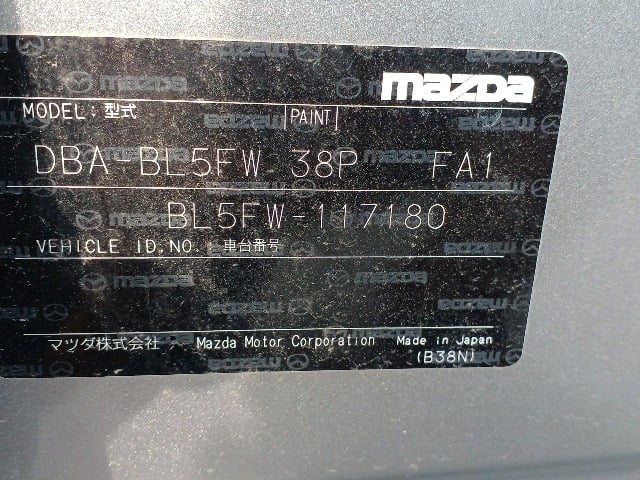 mazda
MODEL:型式 PAINT
DBA-BL5FW 38P FA1
BL5FW-117180
VEHICLE ID.NO. 車台番号
マツダ株式会社 Mazda Motor Corporation Made in Japan
(B38N)